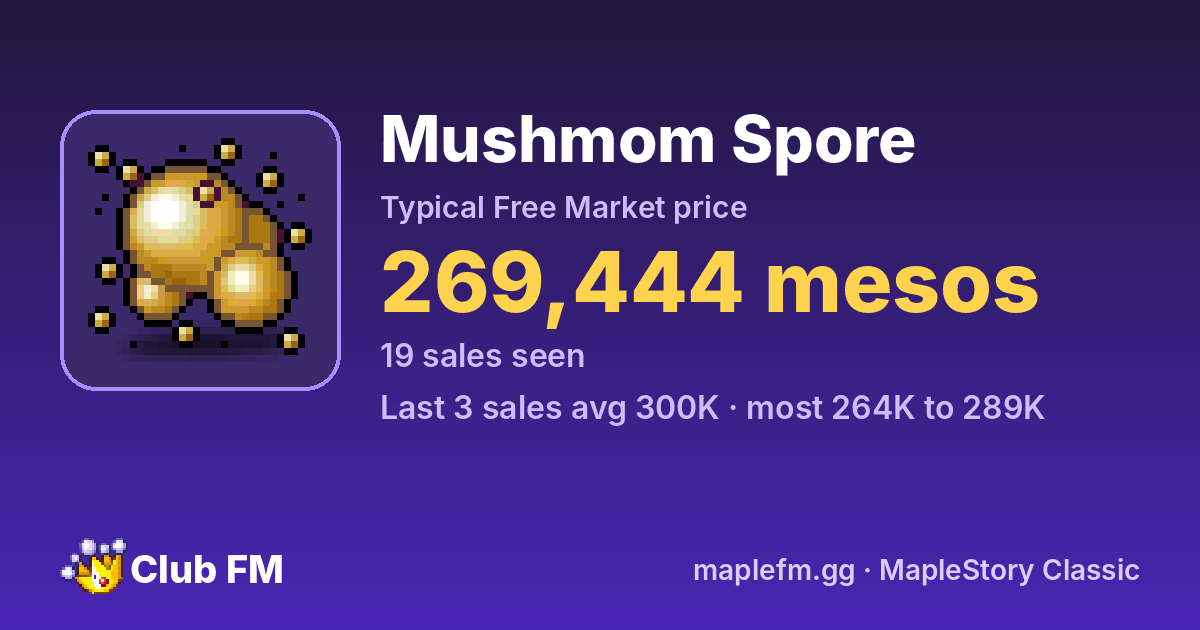 Mushmom Spore
Typical Free Market price
269,444 mesos
19 sales seen
Last 3 sales avg 300K · most 264K to 289K
Club FM
maplefm.gg · MapleStory Classic